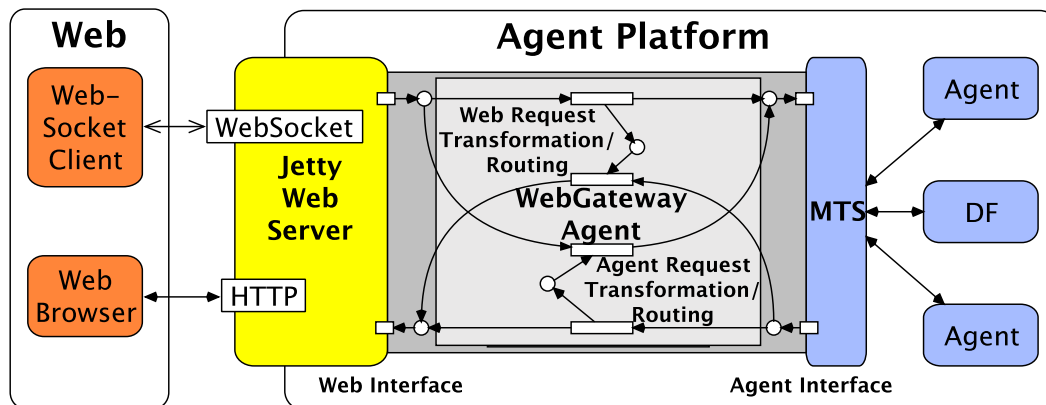 Web
Agent Platform
Web-
Socket
Client
WebSocket
Jetty
Web
Server
Web
Browser
HTTP
Web Request
Transformation/
Routing
WebGateway
Agent
Agent Request
Transformation/
Routing
MTS
Agent
DF
Agent
Web Interface
Agent Interface